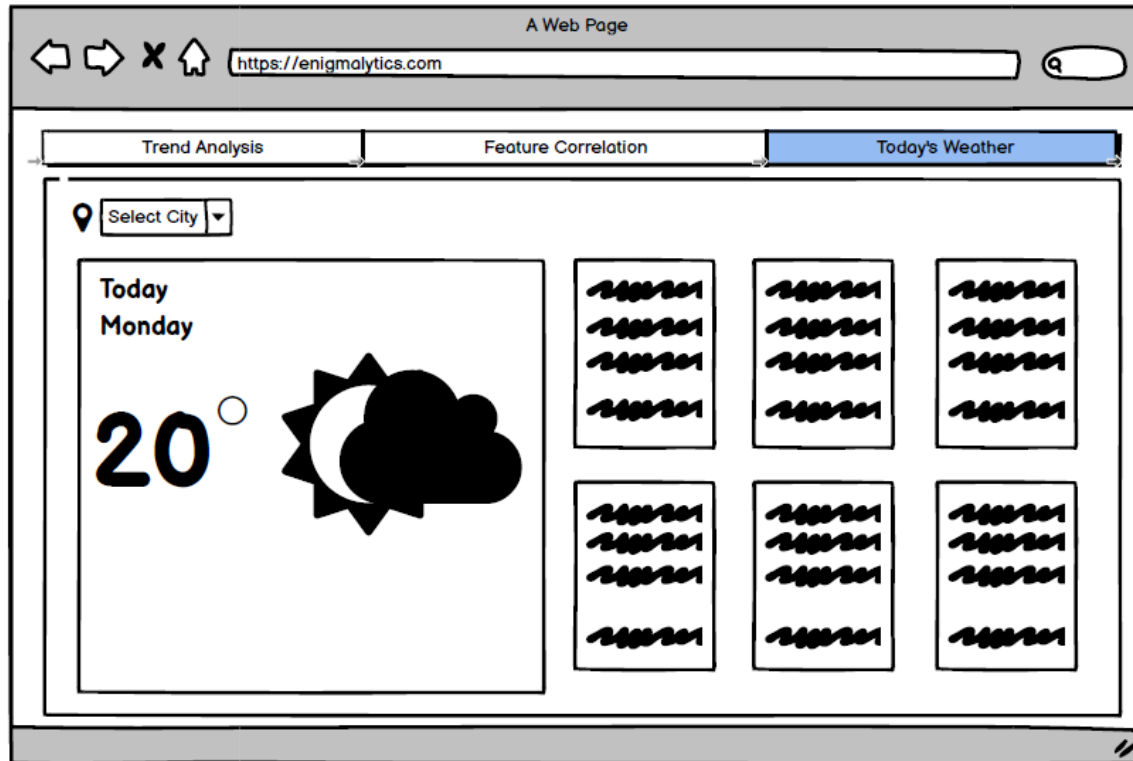 A Web Page
https://enigmalytics.com
Trend Analysis
Feature Correlation
Today's Weather
Select City
Today
Monday
20°